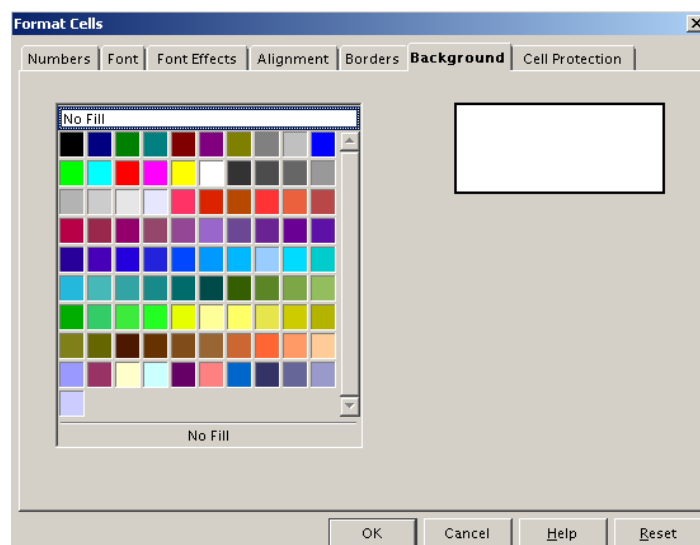 Format Cells
Numbers Font Font Effects Alignment Borders Background Cell Protection
No Fill
No Fill
OK Cancel Help Reset